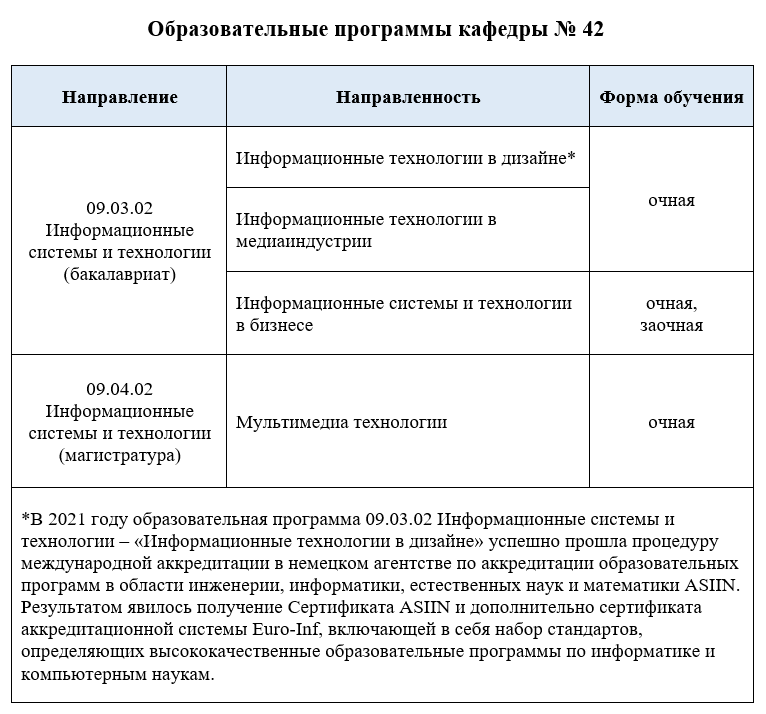 Образовательные программы кафедры № 42
Направление
Направленность
Форма обучения
09.03.02
Информационные
системы и технологии
(бакалавриат)
Информационные технологии в дизайне*
Информационные технологии в
медиаиндустрии
очная
Информационные системы и технологии
в бизнесе
очная,
заочная
09.04.02
Информационные
системы и технологии
(магистратура)
Мультимедиа технологии
очная
*В 2021 году образовательная программа 09.03.02 Информационные системы и
технологии – «Информационные технологии в дизайне» успешно прошла процедуру
международной аккредитации в немецком агентстве по аккредитации образовательных
программ в области инженерии, информатики, естественных наук и математики ASIIN.
Результатом явилось получение Сертификата ASIIN и дополнительно сертификата
аккредитационной системы Euro-Inf, включающей в себя набор стандартов,
определяющих высококачественные образовательные программы по информатике и
компьютерным наукам.